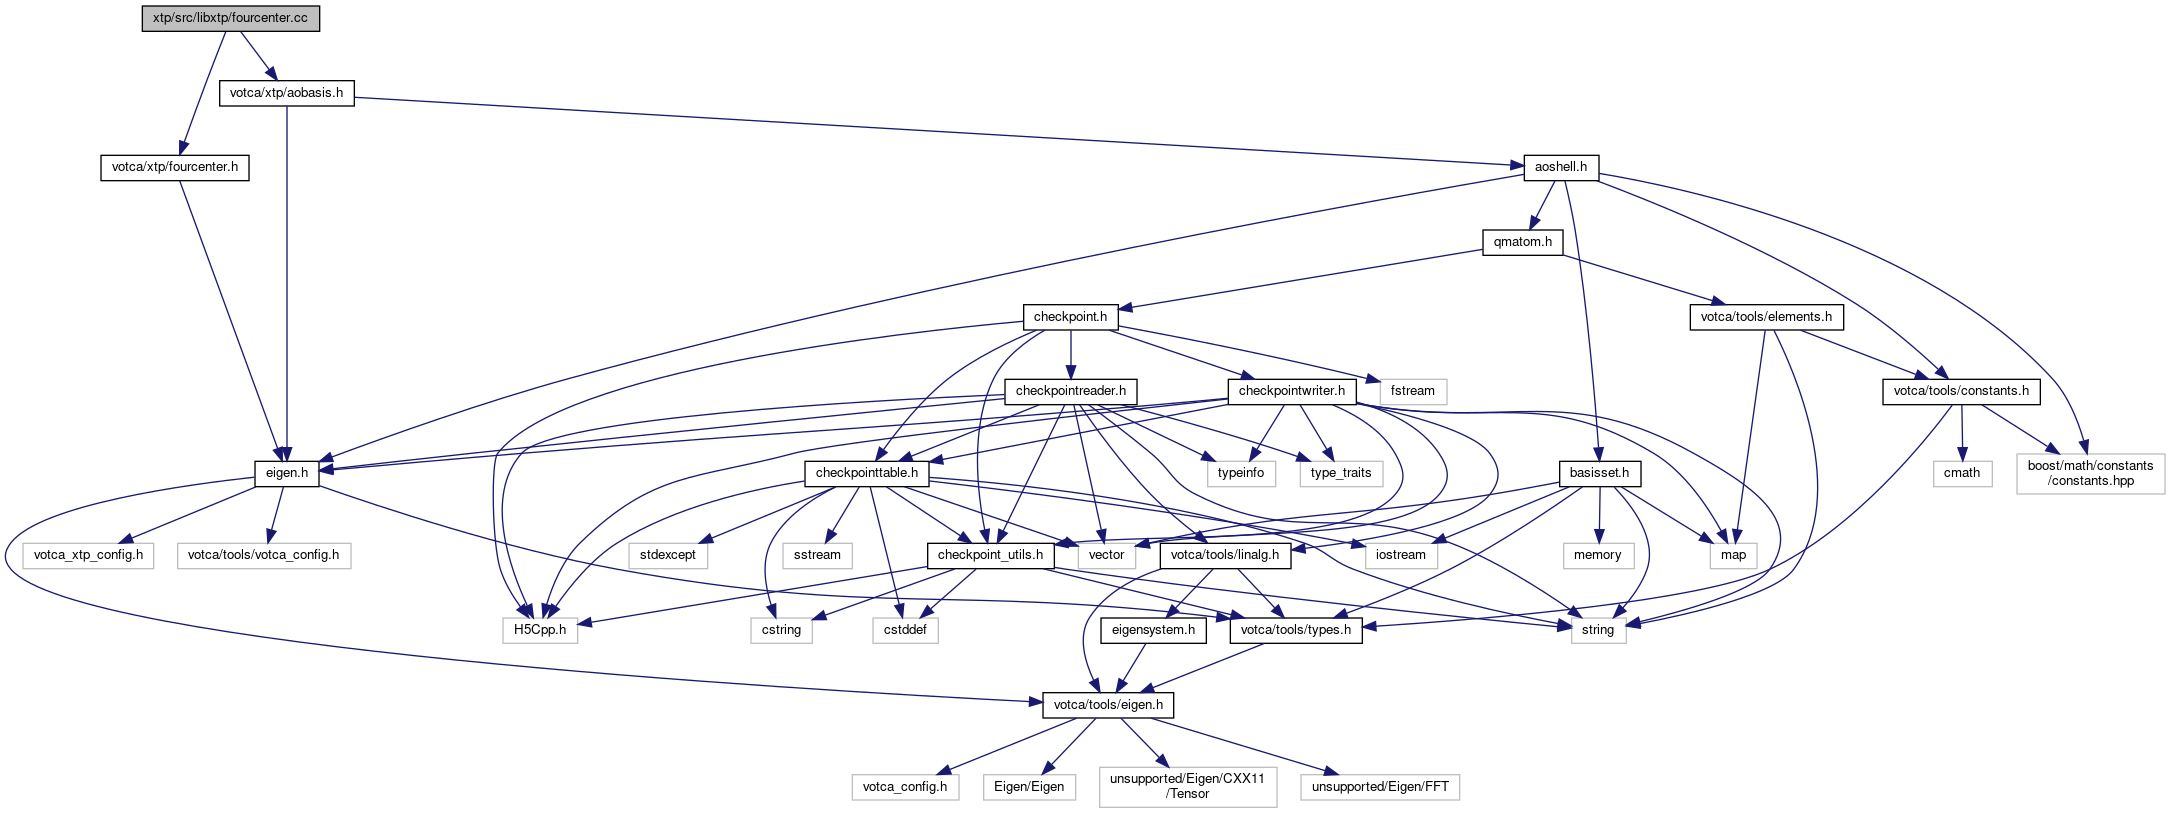 xtp/src/libxtp/fourcenter.cc
votca/xtp/aobasis.h
votca/xtp/fourcenter.h
aoshell.h
qmatom.h
checkpoint.h
votca/tools/elements.h
checkpointreader.h
checkpointwriter.h
fstream
votca/tools/constants.h
eigen.h
checkpointtable.h
typeinfo
type_traits
basisset.h
cmath
boost/math/constants
/constants.hpp
votca_xtp_config.h
votca/tools/votca_config.h
stdexcept
sstream
checkpoint_utils.h
vector
votca/tools/linalg.h
iostream
memory
map
H5Cpp.h
cstring
cstddef
eigensystem.h
votca/tools/types.h
string
votca/tools/eigen.h
votca_config.h
Eigen/Eigen
unsupported/Eigen/CXX11
/Tensor
unsupported/Eigen/FFT